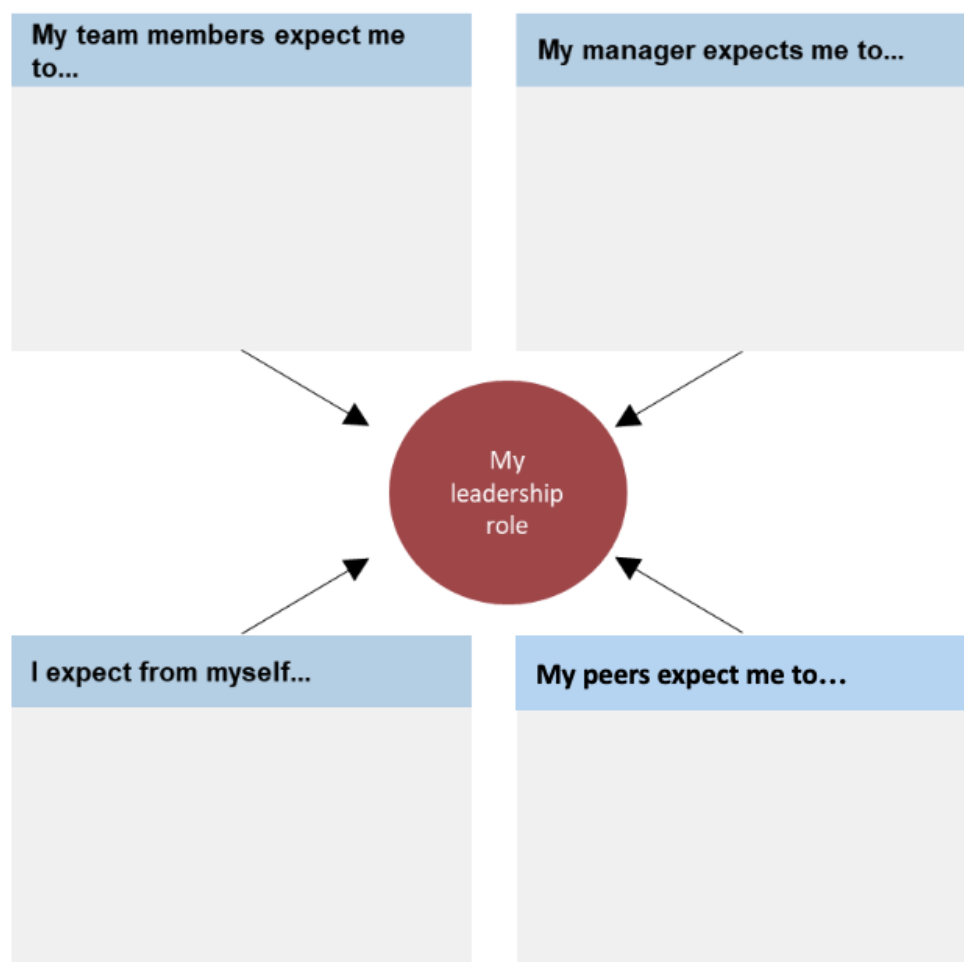 My team members expect me
to...
My manager expects me to...
My
leadership
role
I expect from myself...
My peers expect me to...